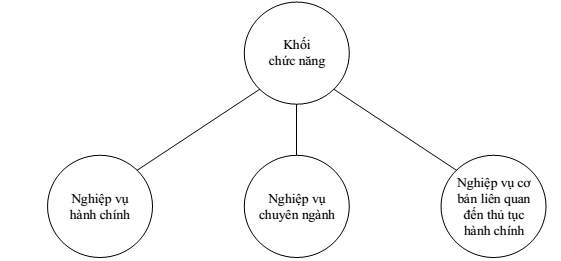 Khối
chức năng
Nghiệp vụ
hành chính
Nghiệp vụ
chuyên ngành
Nghiệp vụ cơ
bản liên quan
đến thủ tục
hành chính